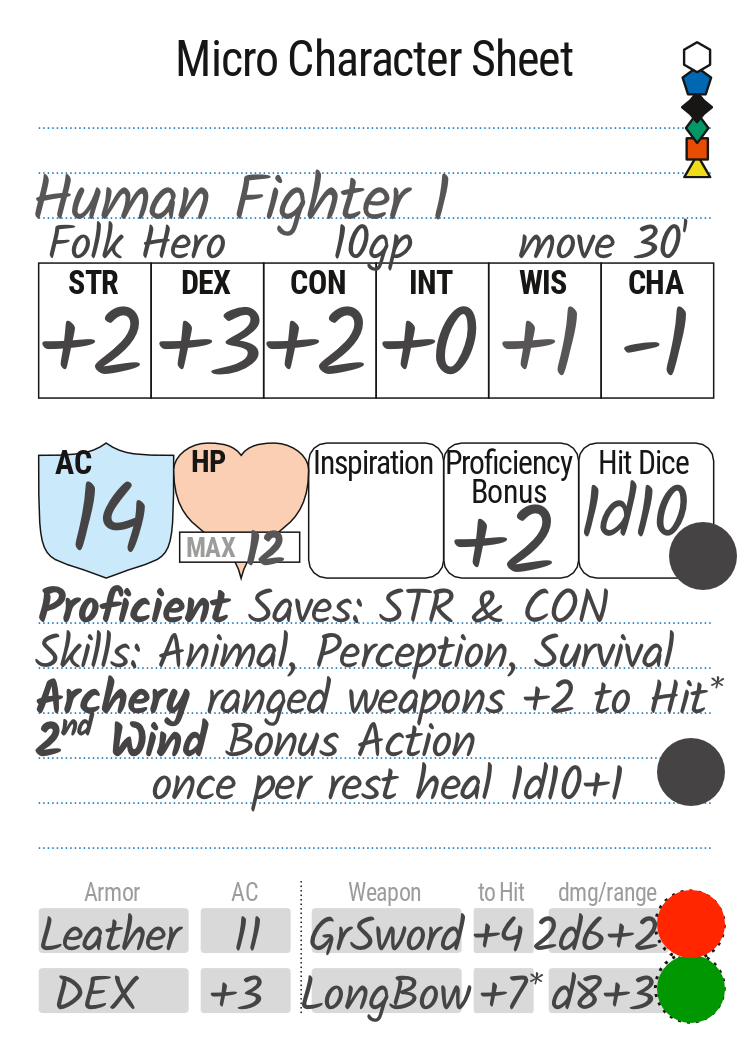 Micro Character Sheet
Human Fighter 1
Folk Hero 10gp move 30'
STR DEX CON INT WIS CHA
+2 +3 +2 +0 +1 -1
AC HP Inspiration Proficiency Bonus Hit Dice
14 MAX 12 +2 1d10
Proficient Saves: STR & CON
Skills: Animal, Perception, Survival
Archery ranged weapons +2 to Hit*
2nd Wind Bonus Action
once per rest heal 1d10+1
Armor AC Weapon to Hit dmg/range
Leather 11 GrSword +4 2d6+2
DEX +3 LongBow +7* d8+3